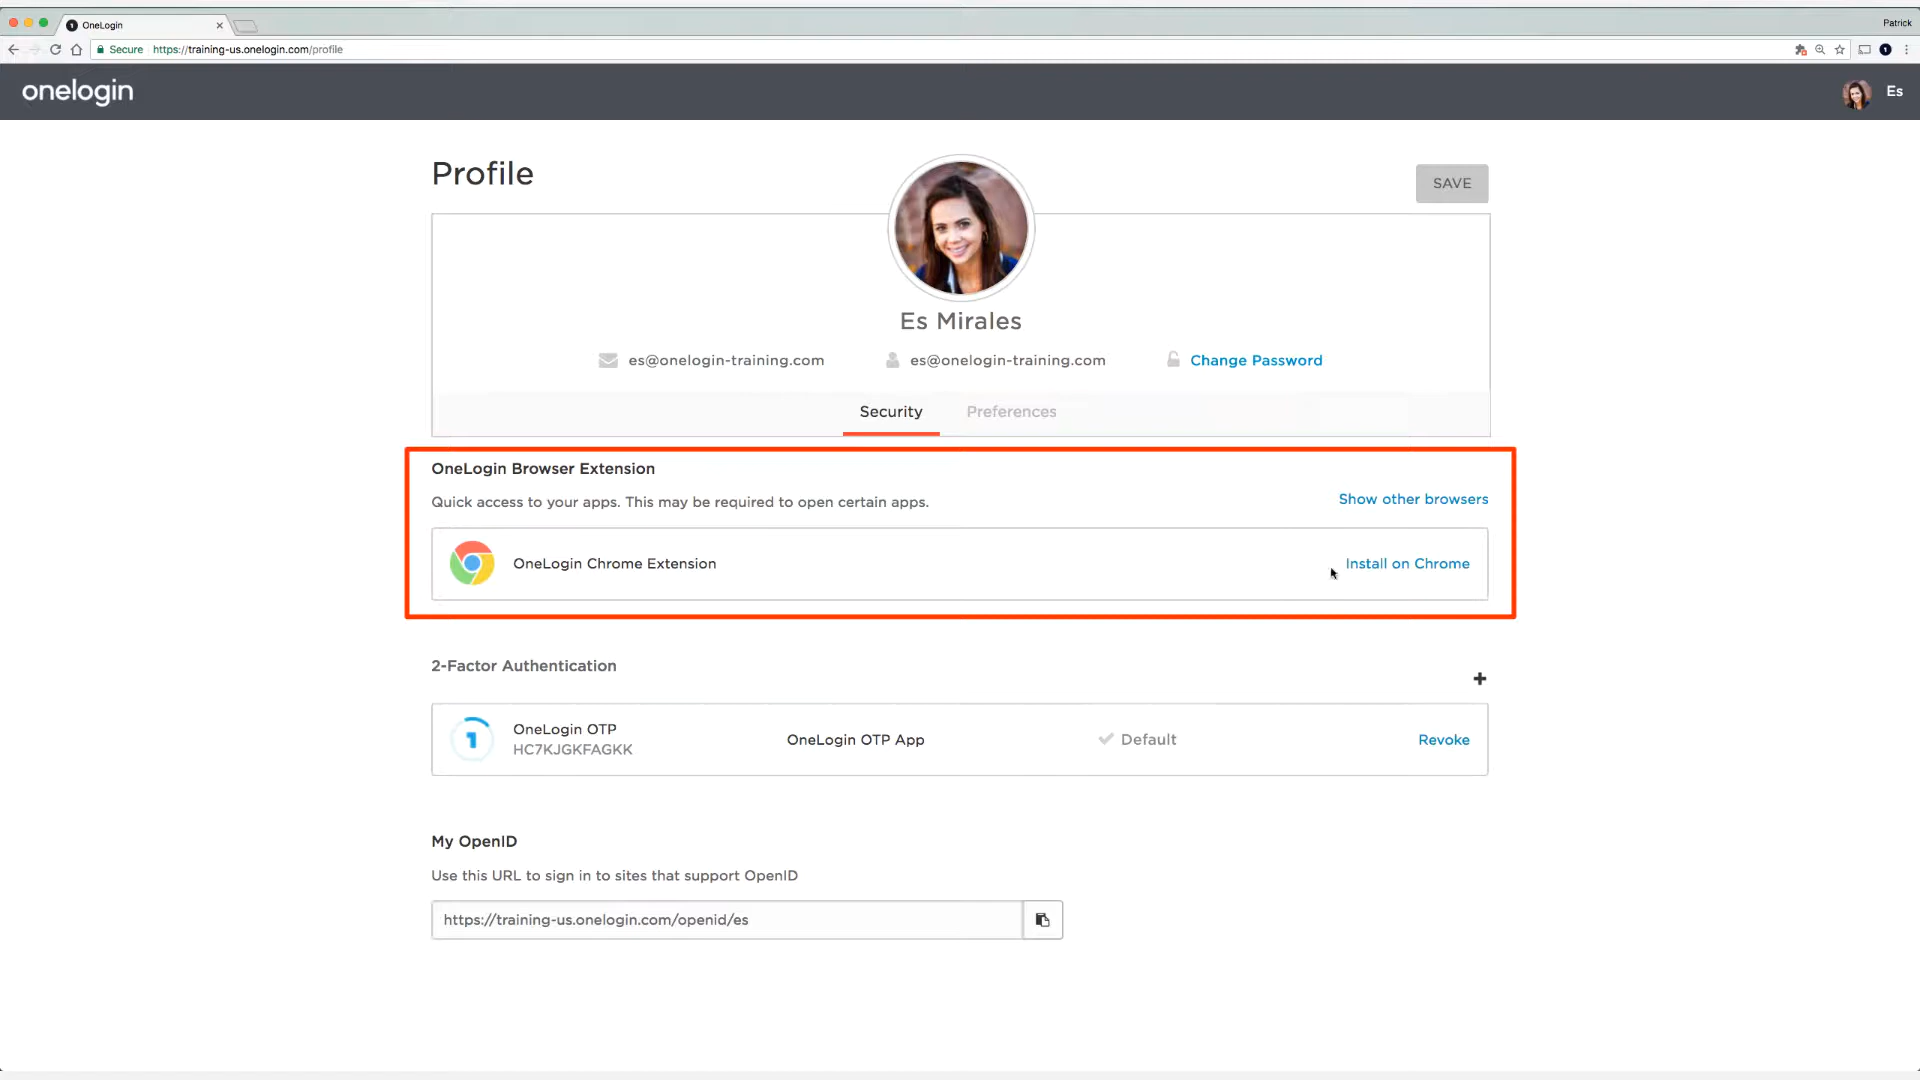 OneLogin
Patrick
Secure https://training-us.onelogin.com/profile
onelogin
Es
Profile
SAVE
Es Mirales
es@onelogin-training.com es@onelogin-training.com Change Password
Security Preferences
OneLogin Browser Extension
Quick access to your apps. This may be required to open certain apps.
Show other browsers
OneLogin Chrome Extension
Install on Chrome
2-Factor Authentication
OneLogin OTP
HC7KJGKFAGKK
OneLogin OTP App
Default
Revoke
My OpenID
Use this URL to sign in to sites that support OpenID
https://training-us.onelogin.com/openid/es